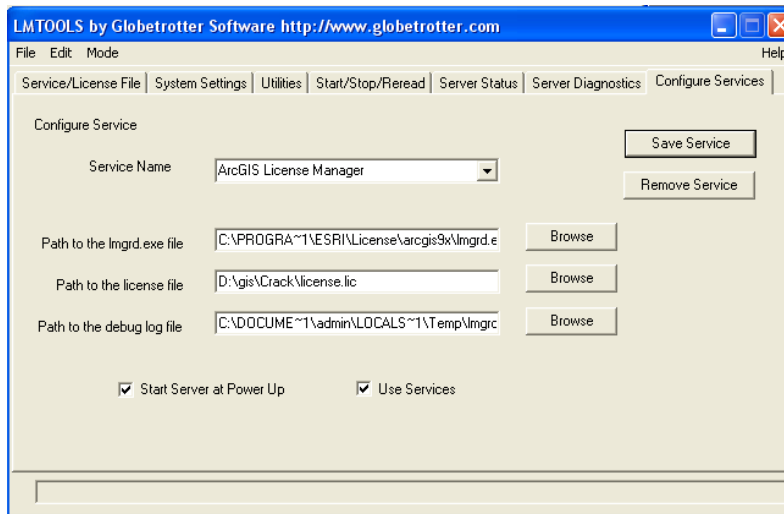 LMTOOLS by Globetrotter Software http://www.globetrotter.com
File Edit Mode Help
Service/License File System Settings Utilities Start/Stop/Reread Server Status Server Diagnostics Configure Services
Configure Service
Save Service
Service Name ArcGIS License Manager
Remove Service
Path to the lmgrd.exe file C:\PROGRA~1\ESRI\License\arcgis9x\lmgrd.e Browse
Path to the license file D:\gis\Crack\license.lic Browse
Path to the debug log file C:\DOCUME~1\admin\LOCALS~1\Temp\lmgrc Browse
Start Server at Power Up Use Services